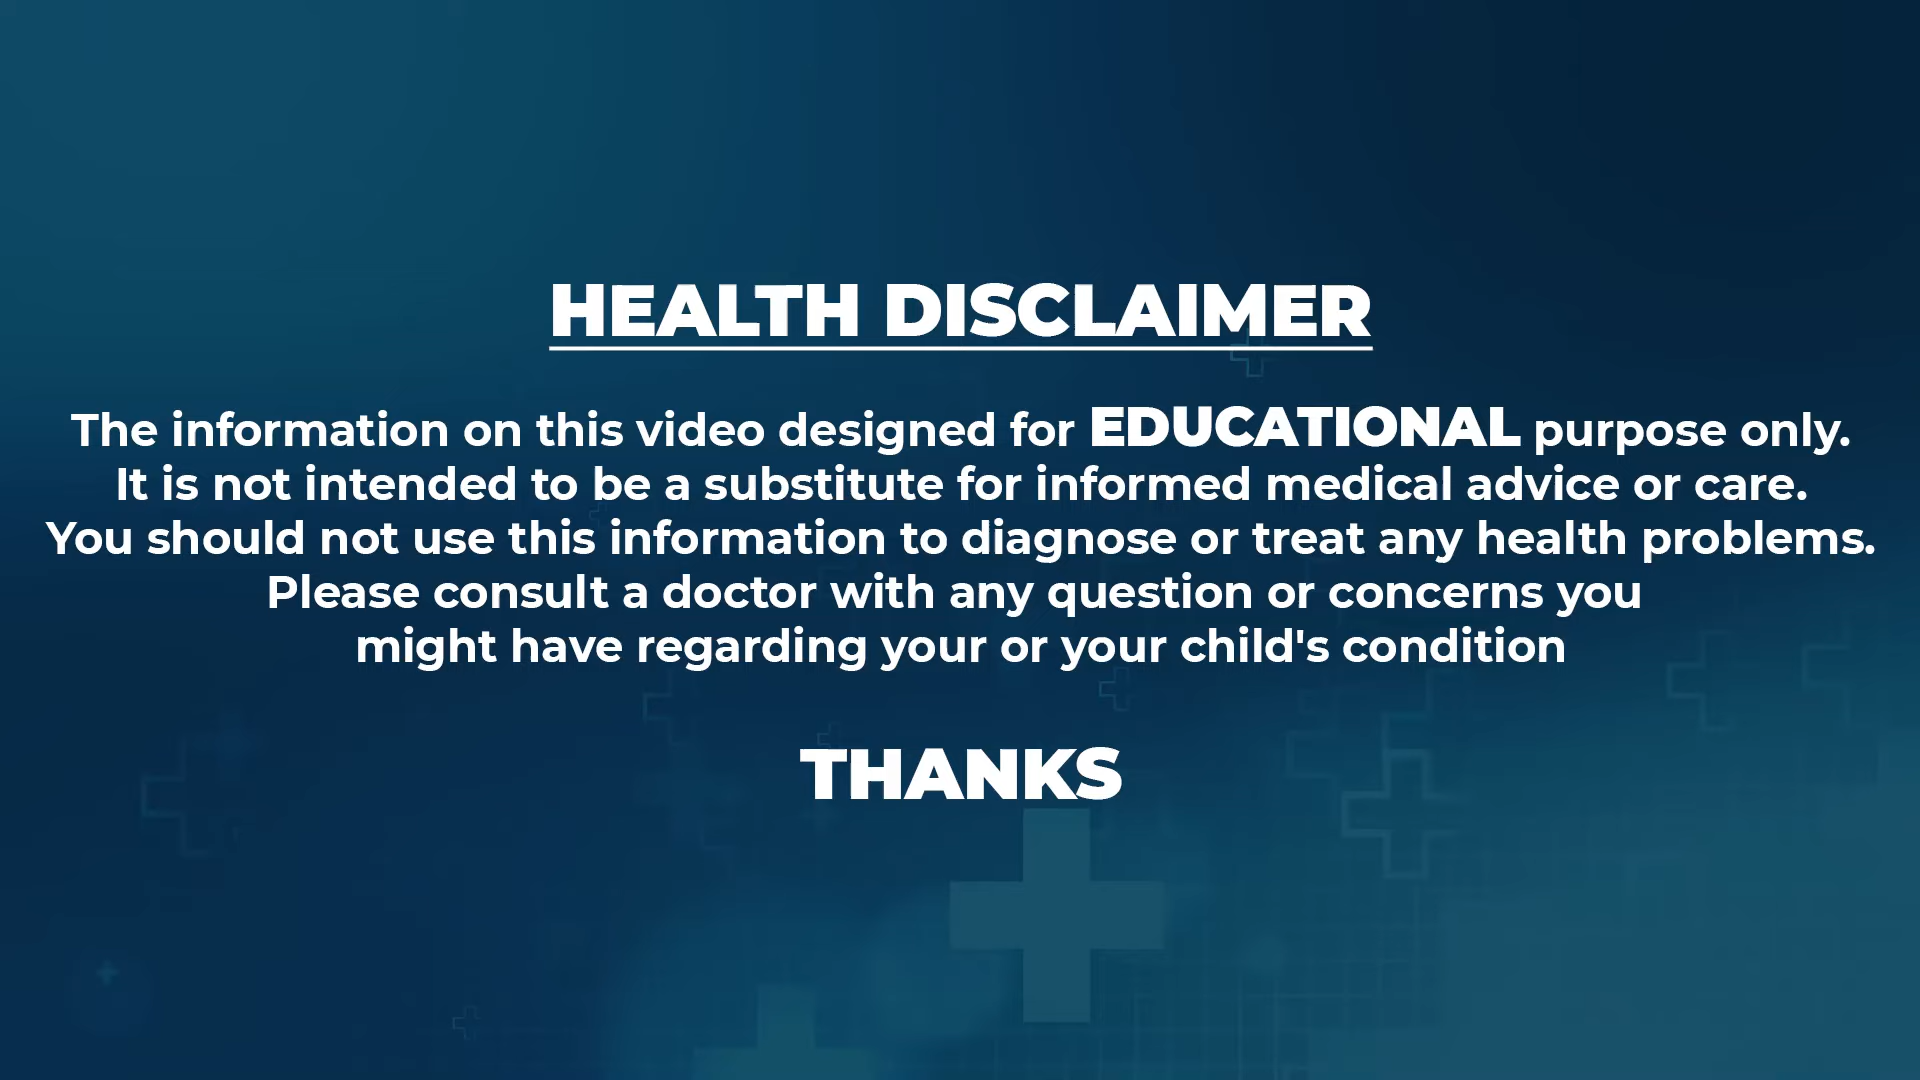 HEALTH DISCLAIMER
The information on this video designed for EDUCATIONAL purpose only.
It is not intended to be a substitute for informed medical advice or care.
You should not use this information to diagnose or treat any health problems.
Please consult a doctor with any question or concerns you
might have regarding your or your child's condition
THANKS